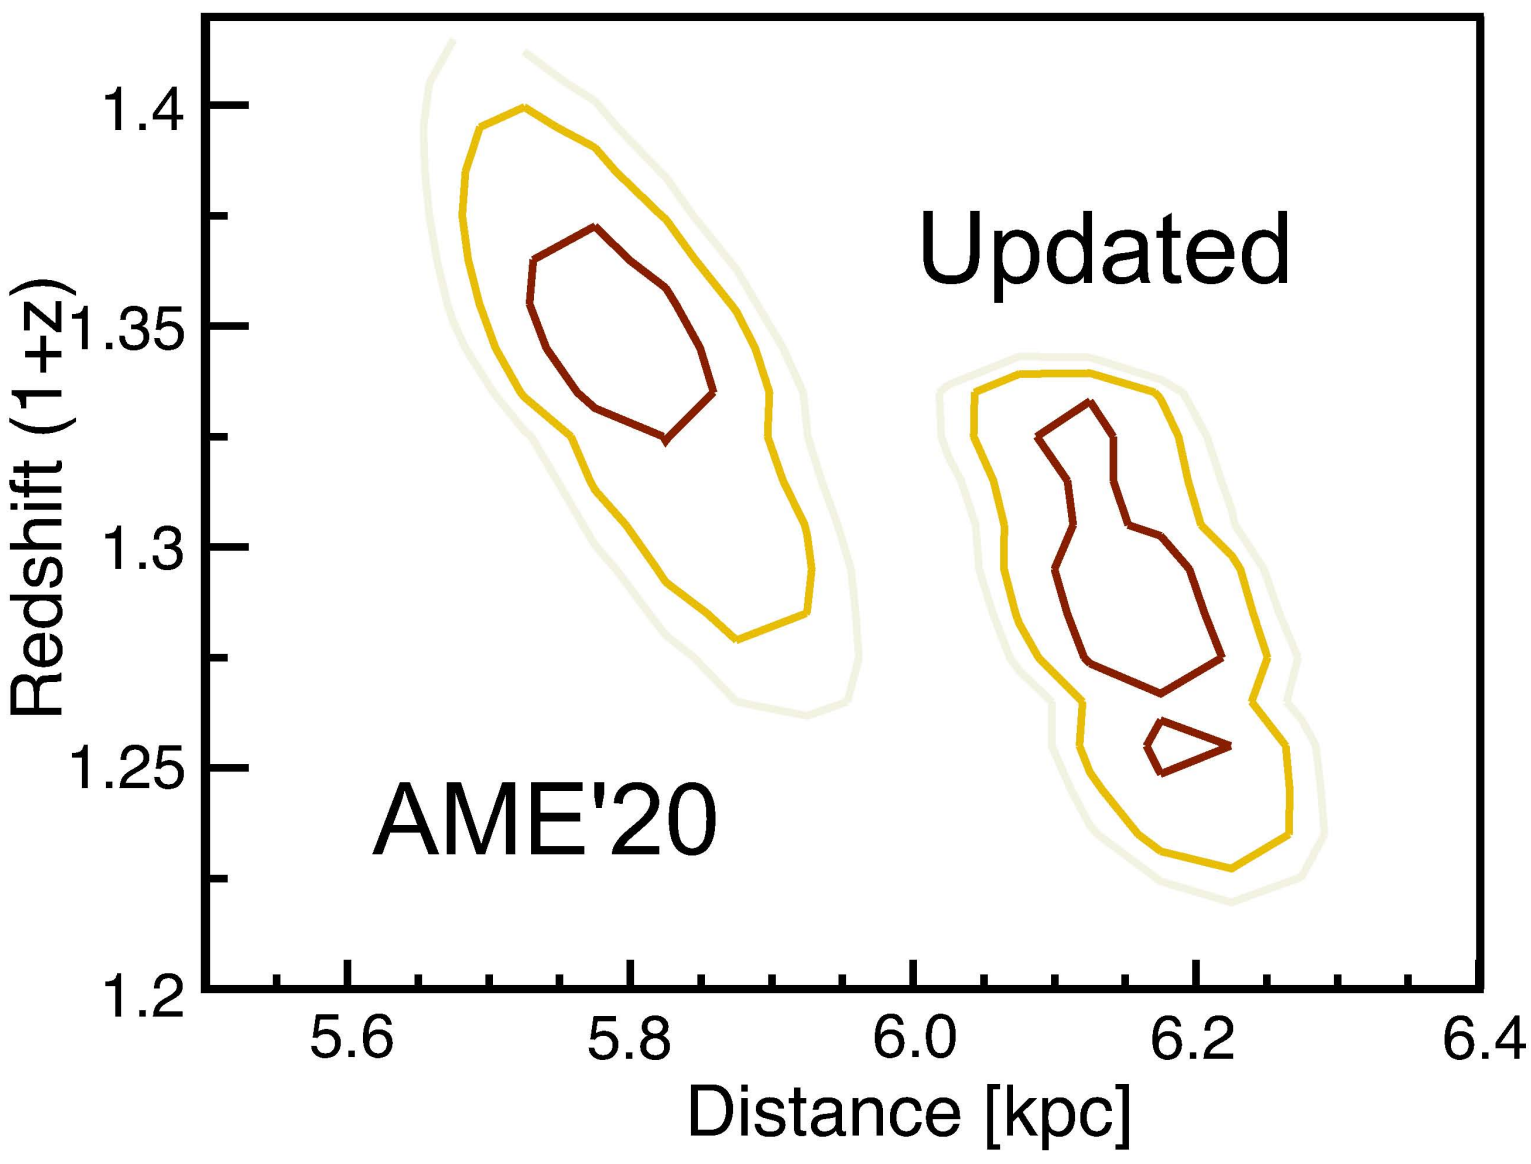 1.4
Updated
1.35
Redshift (1+z)
1.3
1.25
AME'20
1.2
5.6 5.8 6.0 6.2 6.4
Distance [kpc]